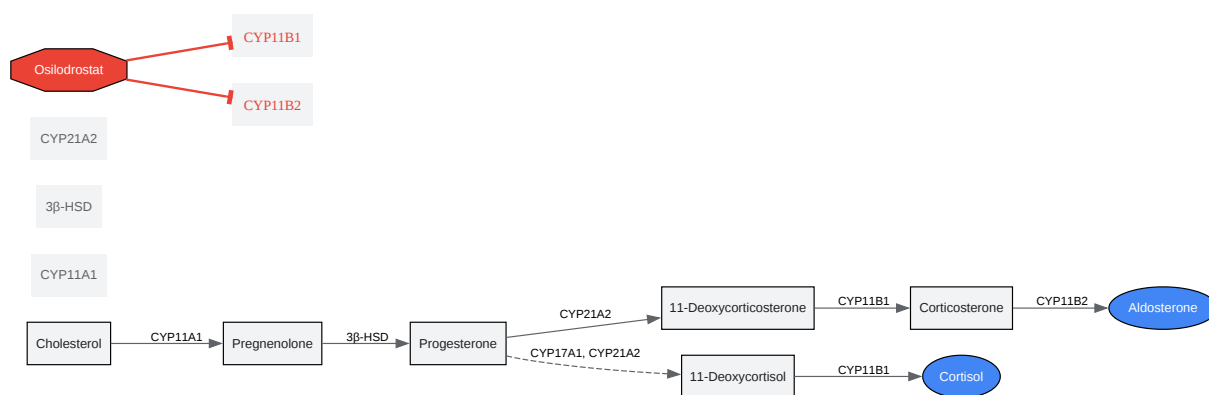 CYP11B1
Osilodrostat
CYP11B2
CYP21A2
3β-HSD
CYP11A1
Cholesterol
CYP11A1
Pregnenolone
3β-HSD
Progesterone
CYP21A2
11-Deoxycorticosterone
CYP11B1
Corticosterone
CYP11B2
Aldosterone
CYP17A1, CYP21A2
11-Deoxycortisol
CYP11B1
Cortisol